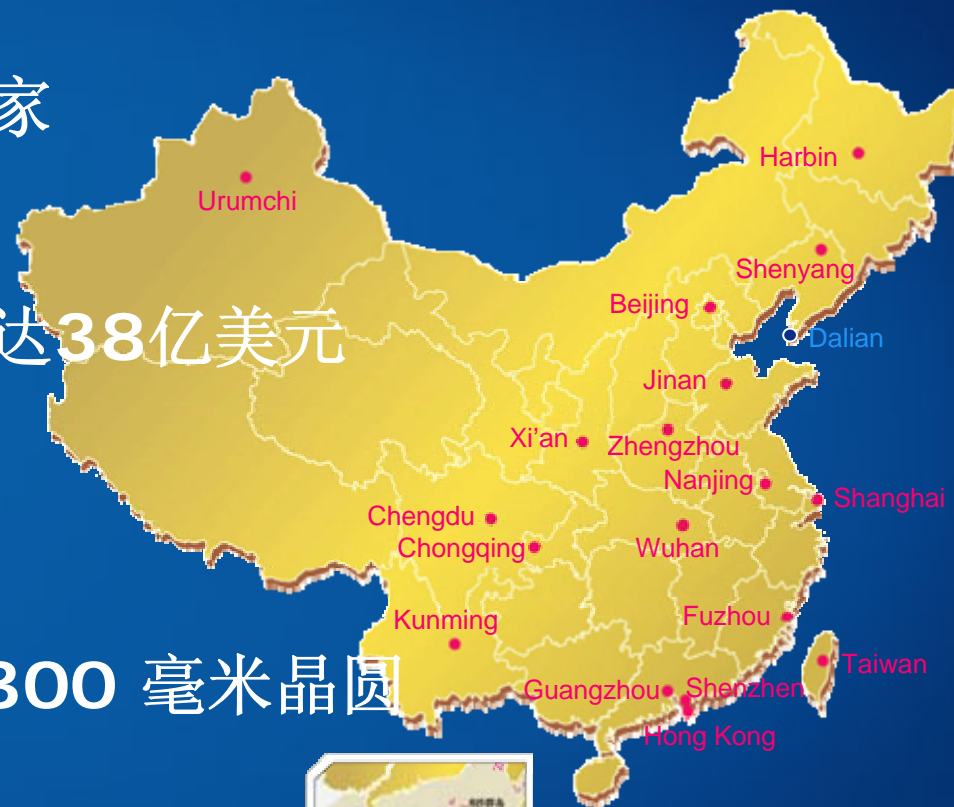 家
Harbin
Urumchi
Shenyang
Beijing
达38亿美元
Dalian
Jinan
Xi’an
Zhengzhou
Nanjing
Shanghai
Chengdu
Chongqing
Wuhan
Kunming
Fuzhou
Taiwan
300 毫米晶圆
Guangzhou
Shenzhen
Hong Kong